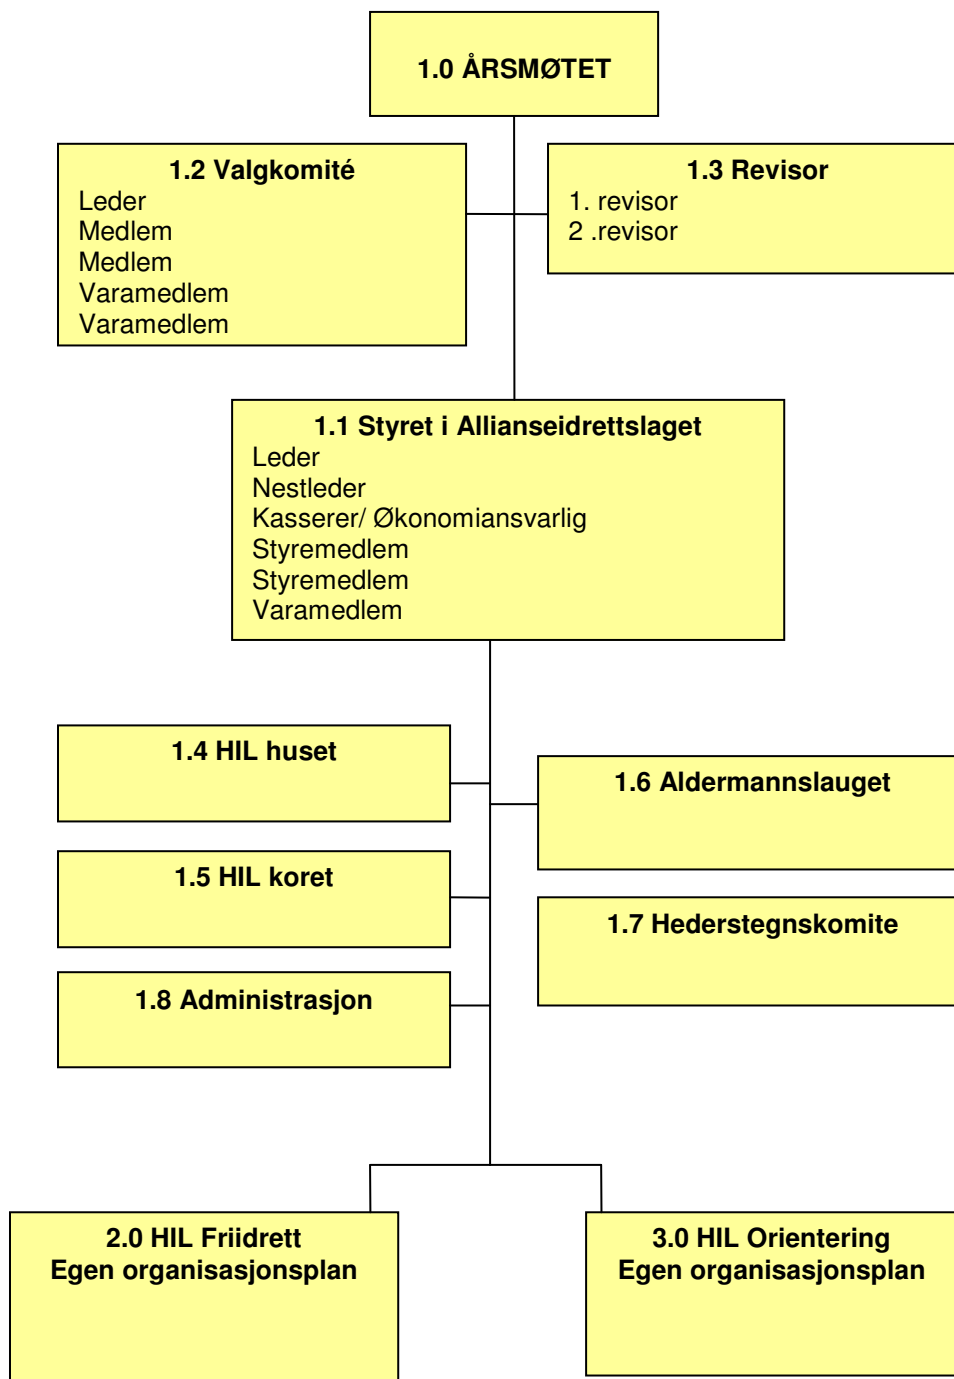 1.0 ÅRSMØTET
1.2 Valgkomité
Leder
Medlem
Medlem
Varamedlem
Varamedlem
1.3 Revisor
1. revisor
2 .revisor
1.1 Styret i Allianseidrettslaget
Leder
Nestleder
Kasserer/ Økonomiansvarlig
Styremedlem
Styremedlem
Varamedlem
1.4 HIL huset
1.6 Aldermannslauget
1.5 HIL koret
1.7 Hederstegnskomite
1.8 Administrasjon
2.0 HIL Friidrett
Egen organisasjonsplan
3.0 HIL Orientering
Egen organisasjonsplan